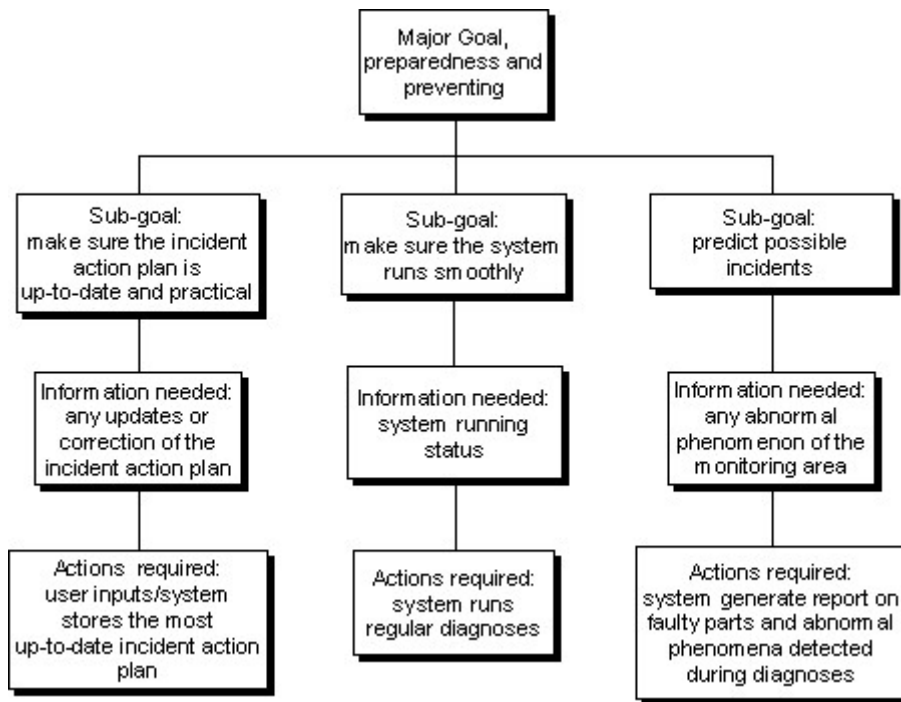 Major Goal,
preparedness and
preventing
Sub-goal:
make sure the incident
action plan is
up-to-date and practical
Sub-goal:
make sure the system
runs smoothly
Sub-goal:
predict possible
incidents
Information needed:
any updates or
correction of the
incident action plan
Information needed:
system running
status
Information needed:
any abnormal
phenomenon of the
monitoring area
Actions required:
user inputs/system
stores the most
up-to-date incident action
plan
Actions required:
system runs
regular diagnoses
Actions required:
system generate report on
faulty parts and abnormal
phenomena detected
during diagnoses